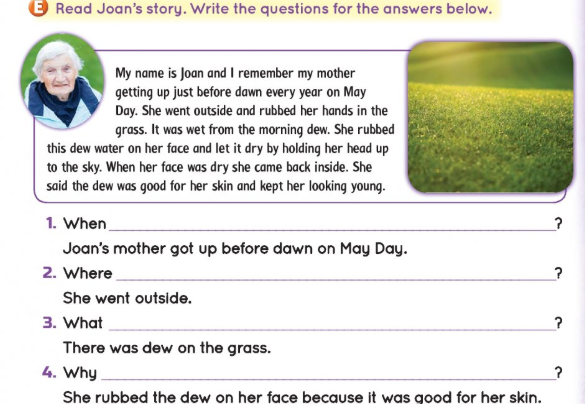 E Read Joan's story. Write the questions for the answers below.
My name is Joan and I remember my mother
getting up just before dawn every year on May
Day. She went outside and rubbed her hands in the
grass. It was wet from the morning dew. She rubbed
this dew water on her face and let it dry by holding her head up
to the sky. When her face was dry she came back inside. She
said the dew was good for her skin and kept her looking young.
1. When ?
Joan's mother got up before dawn on May Day.
2. Where ?
She went outside.
3. What ?
There was dew on the grass.
4. Why ?
She rubbed the dew on her face because it was good for her skin.